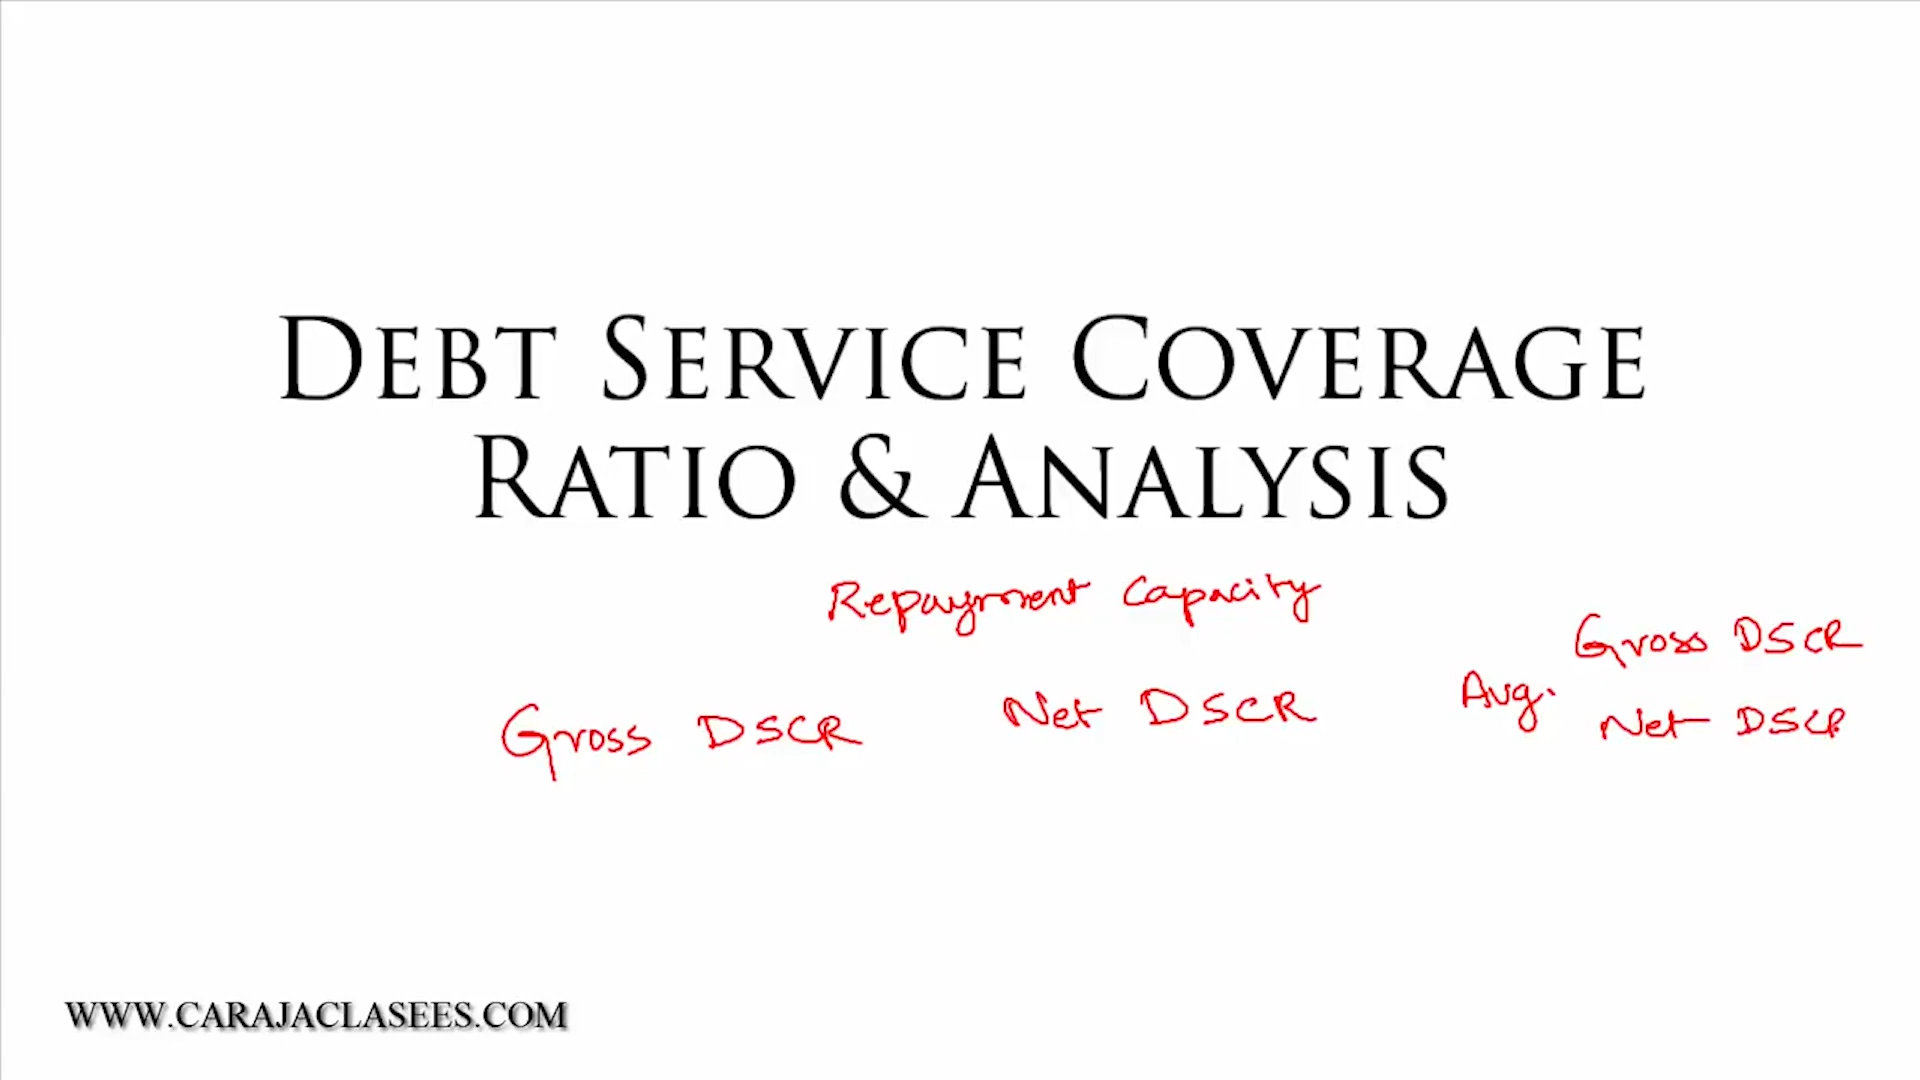 DEBT SERVICE COVERAGE
RATIO & ANALYSIS
Repayment Capacity
Gross DSCR
Net DSCR
Avg.
Gross DSCR
Net DSCR
WWW.CARAJACLASEES.COM